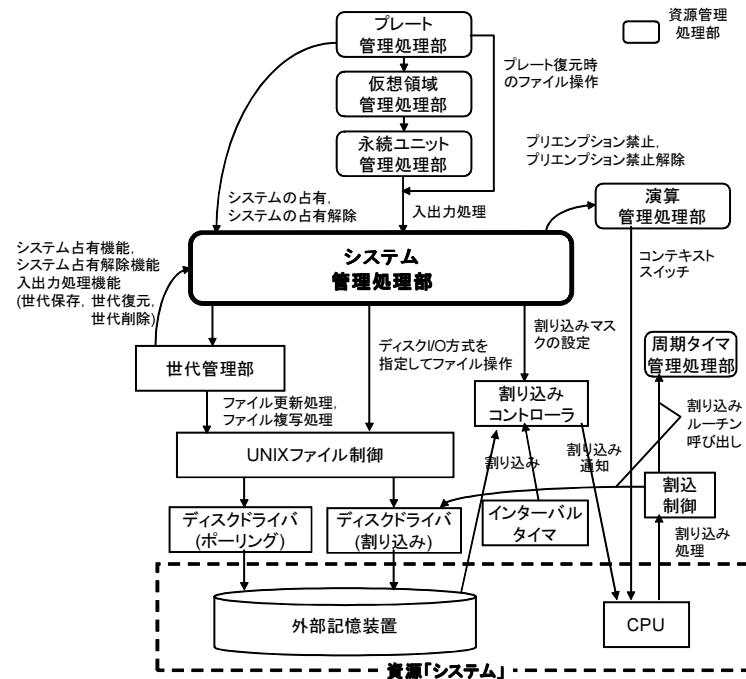 プレート
管理処理部
資源管理
処理部
プレート復元時
のファイル操作
仮想領域
管理処理部
永続ユニット
管理処理部
プリエンプション禁止,
プリエンプション禁止解除
システムの占有,
システムの占有解除
入出力処理
演算
管理処理部
システム占有機能,
システム占有解除機能
入出力処理機能
(世代保存, 世代復元,
世代削除)
システム
管理処理部
コンテキスト
スイッチ
世代管理部
ディスクI/O方式を
指定してファイル操作
割り込みマス
クの設定
周期タイマ
管理処理部
ファイル更新処理,
ファイル複写処理
割り込み
コントローラ
割り込み
ルーチン
呼び出し
UNIXファイル制御
割り込み
割り込み
通知
割込
制御
ディスクドライバ
(ポーリング)
ディスクドライバ
(割り込み)
インターバル
タイマ
割り込み
処理
外部記憶装置
CPU
資源「システム」